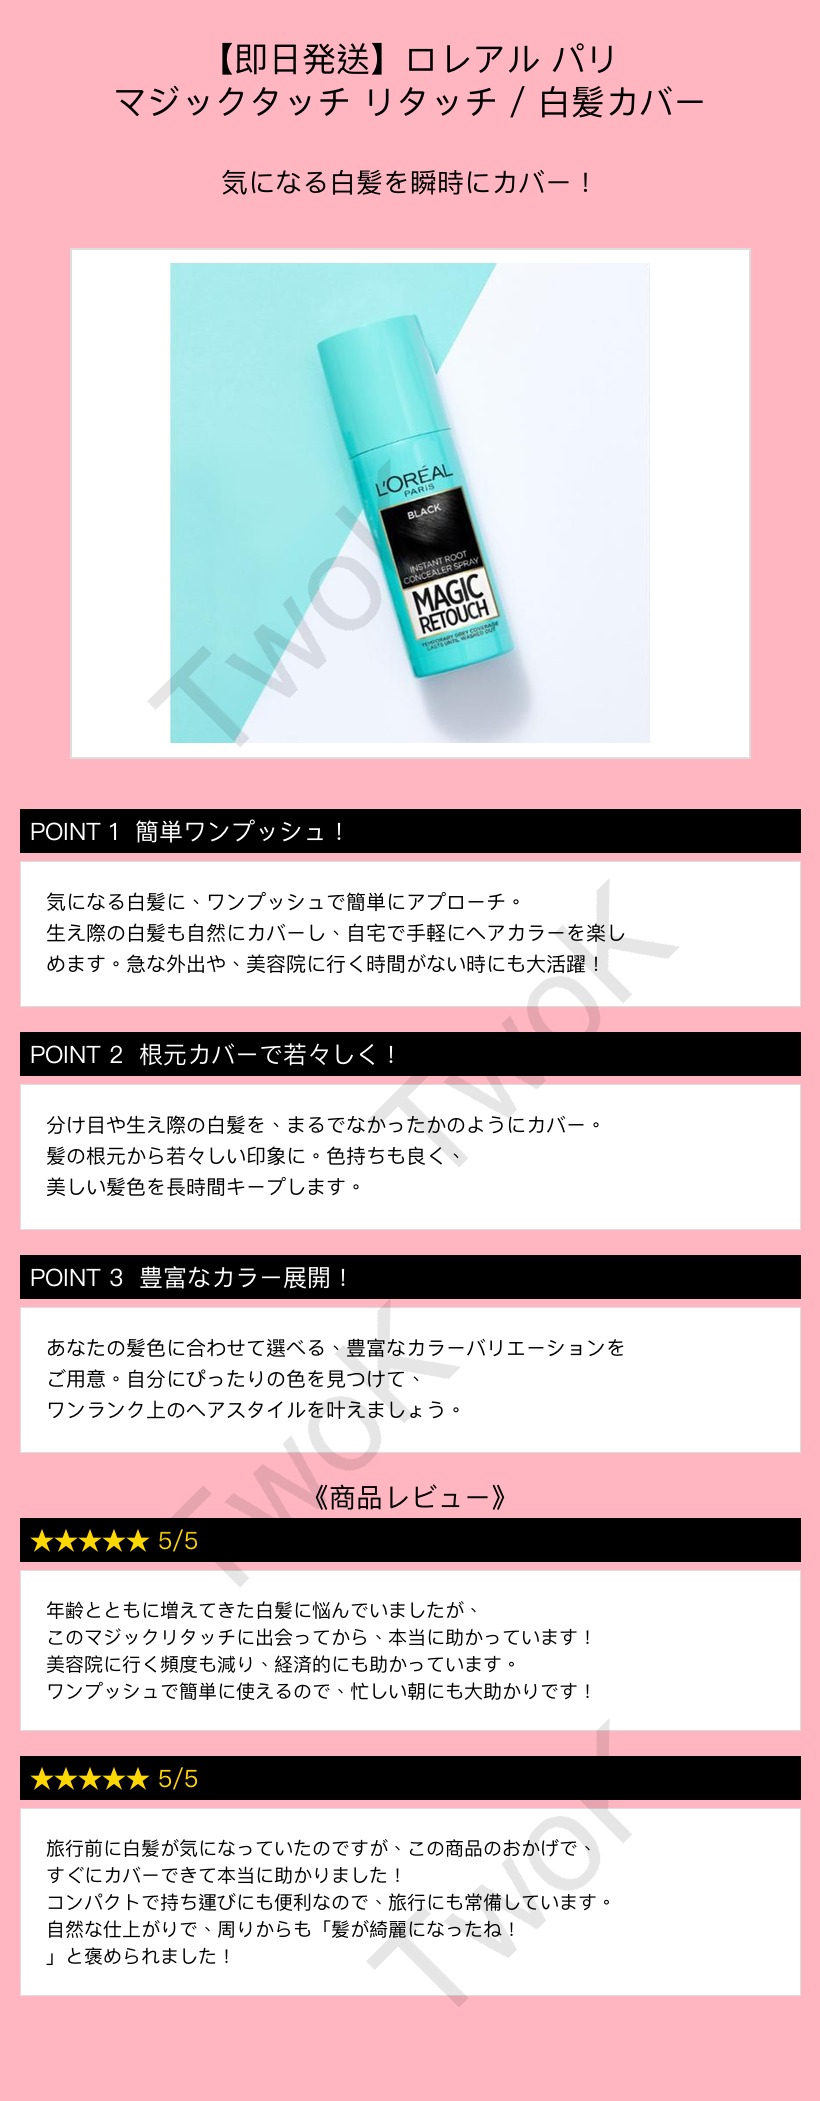 【即日発送】ロレアル パリ
マジックタッチ リタッチ / 白髪カバー
気になる白髪を瞬時にカバー！
L'ORÉAL
PARIS
BLACK
INSTANT ROOT
CONCEALER SPRAY
MAGIC
RETOUCH
TEMPORARY GREY COVERAGE
LASTS UNTIL WASHED OUT
TwoK
POINT 1 簡単ワンプッシュ！
気になる白髪に、ワンプッシュで簡単にアプローチ。
生え際の白髪も自然にカバーし、自宅で手軽にヘアカラーを楽し
めます。急な外出や、美容院に行く時間がない時にも大活躍！
TwoK
POINT 2 根元カバーで若々しく！
分け目や生え際の白髪を、まるでなかったかのようにカバー。
髪の根元から若々しい印象に。色持ちも良く、
美しい髪色を長時間キープします。
POINT 3 豊富なカラー展開！
あなたの髪色に合わせて選べる、豊富なカラーバリエーションを
ご用意。自分にぴったりの色を見つけて、
ワンランク上のヘアスタイルを叶えましょう。
TwoK
《商品レビュー》
★★★★★ 5/5
年齢とともに増えてきた白髪に悩んでいましたが、
このマジックリタッチに出会ってから、本当に助かっています！
美容院に行く頻度も減り、経済的にも助かっています。
ワンプッシュで簡単に使えるので、忙しい朝にも大助かりです！
★★★★★ 5/5
旅行前に白髪が気になっていたのですが、この商品のおかげで、
すぐにカバーできて本当に助かりました！
コンパクトで持ち運びにも便利なので、旅行にも常備しています。
自然な仕上がりで、周りからも「髪が綺麗になったね！
」と褒められました！
TwoK